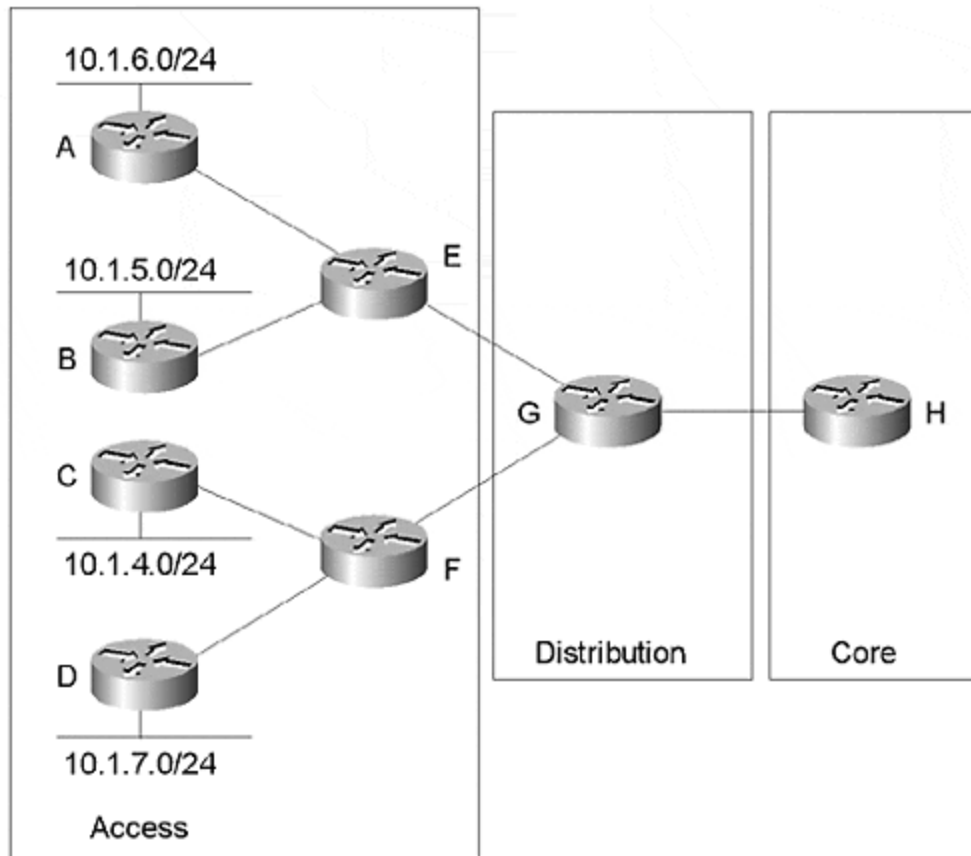 10.1.6.0/24
A
E
10.1.5.0/24
B
G
H
C
10.1.4.0/24
F
D
10.1.7.0/24
Access
Distribution
Core